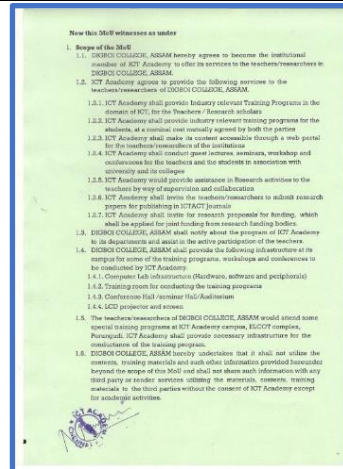 Now this MoU witnesses as under
1. Scope of the MoU
1.1. DIGBOI COLLEGE, ASSAM hereby agrees to become the institutional
member of ICT Academy to offer its services to the teachers/researchers in
DIGBOI COLLEGE, ASSAM.
1.2. ICT Academy agrees to provide the following services to the
teachers/researchers of DIGBOI COLLEGE, ASSAM.
1.2.1. ICT Academy shall provide Industry relevant Training Programs in the
domain of ICT, for the Teachers / Research scholars
1.2.2. ICT Academy shall provide industry relevant training programs for the
students, at a nominal cost mutually agreed by both the parties
1.2.3. ICT Academy shall make its content accessible through a web portal
for the teachers/researchers of the institutions
1.2.4. ICT Academy shall conduct guest lectures, seminars, workshop and
conferences for the teachers and the students in association with
university and its colleges
1.2.5. ICT Academy would provide assistance in Research activities to the
teachers by way of supervision and collaboration
1.2.6. ICT Academy shall invite the teachers/researchers to submit research
papers for publishing in ICTACT Journals
1.2.7. ICT Academy shall invite for research proposals for funding, which
shall be applied for joint funding from research funding bodies.
1.3. DIGBOI COLLEGE, ASSAM shall notify about the program of ICT Academy
to its departments and assist in the active participation of the teachers.
1.4. DIGBOI COLLEGE, ASSAM shall provide the following infrastructure at its
campus for some of the training programs, workshops and conferences to
be conducted by ICT Academy.
1.4.1. Computer Lab infrastructure (Hardware, software and peripherals)
1.4.2. Training room for conducting the training programs
1.4.3. Conference Hall /seminar Hall/Auditorium
1.4.4. LCD projector and screen
1.5. The teachers/researchers of DIGBOI COLLEGE, ASSAM would attend some
special training programs at ICT Academy campus, ELCOT complex,
Perungudi. ICT Academy shall provide necessary infrastructure for the
conductance of the training program.
1.6. DIGBOI COLLEGE, ASSAM hereby undertakes that it shall not utilize the
contents, training materials and such other information provided hereunder
beyond the scope of this MoU and shall not share such information with any
third party or render services utilizing the materials, contents, training
materials to the third parties without the consent of ICT Academy except
for academic activities.
ICT ACADEMY